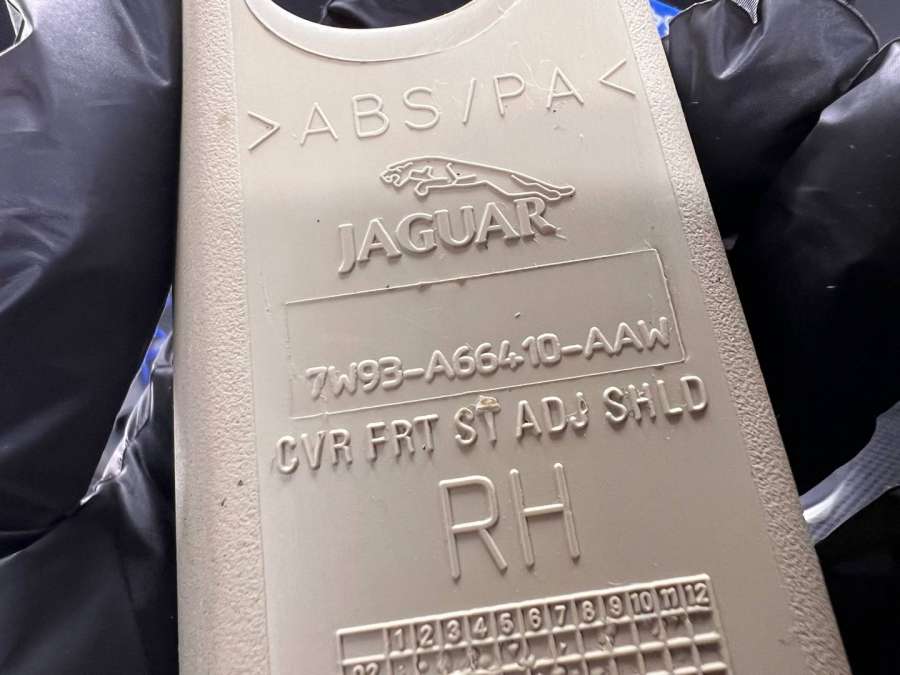 >ABS/PA<
JAGUAR
7W93-A66410-AAW
CVR FRT ST ADJ SHLD
RH
1 2 3 4 5 6 7 8 9 10 11 12